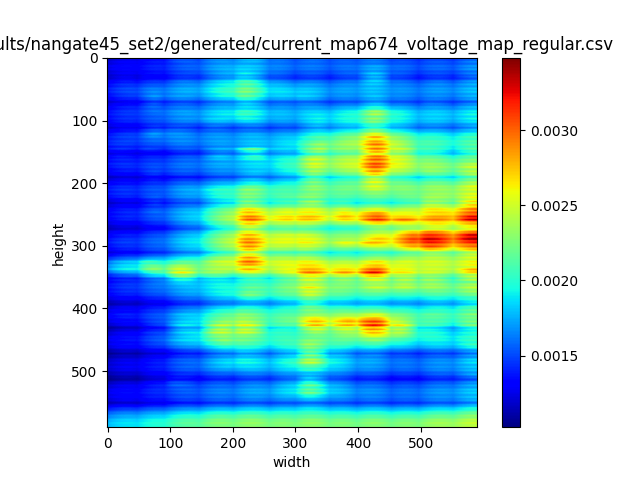 ults/nangate45_set2/generated/current_map674_voltage_map_regular.csv
0
100
200
300
400
500
height
0 100 200 300 400 500
width
0.0030
0.0025
0.0020
0.0015